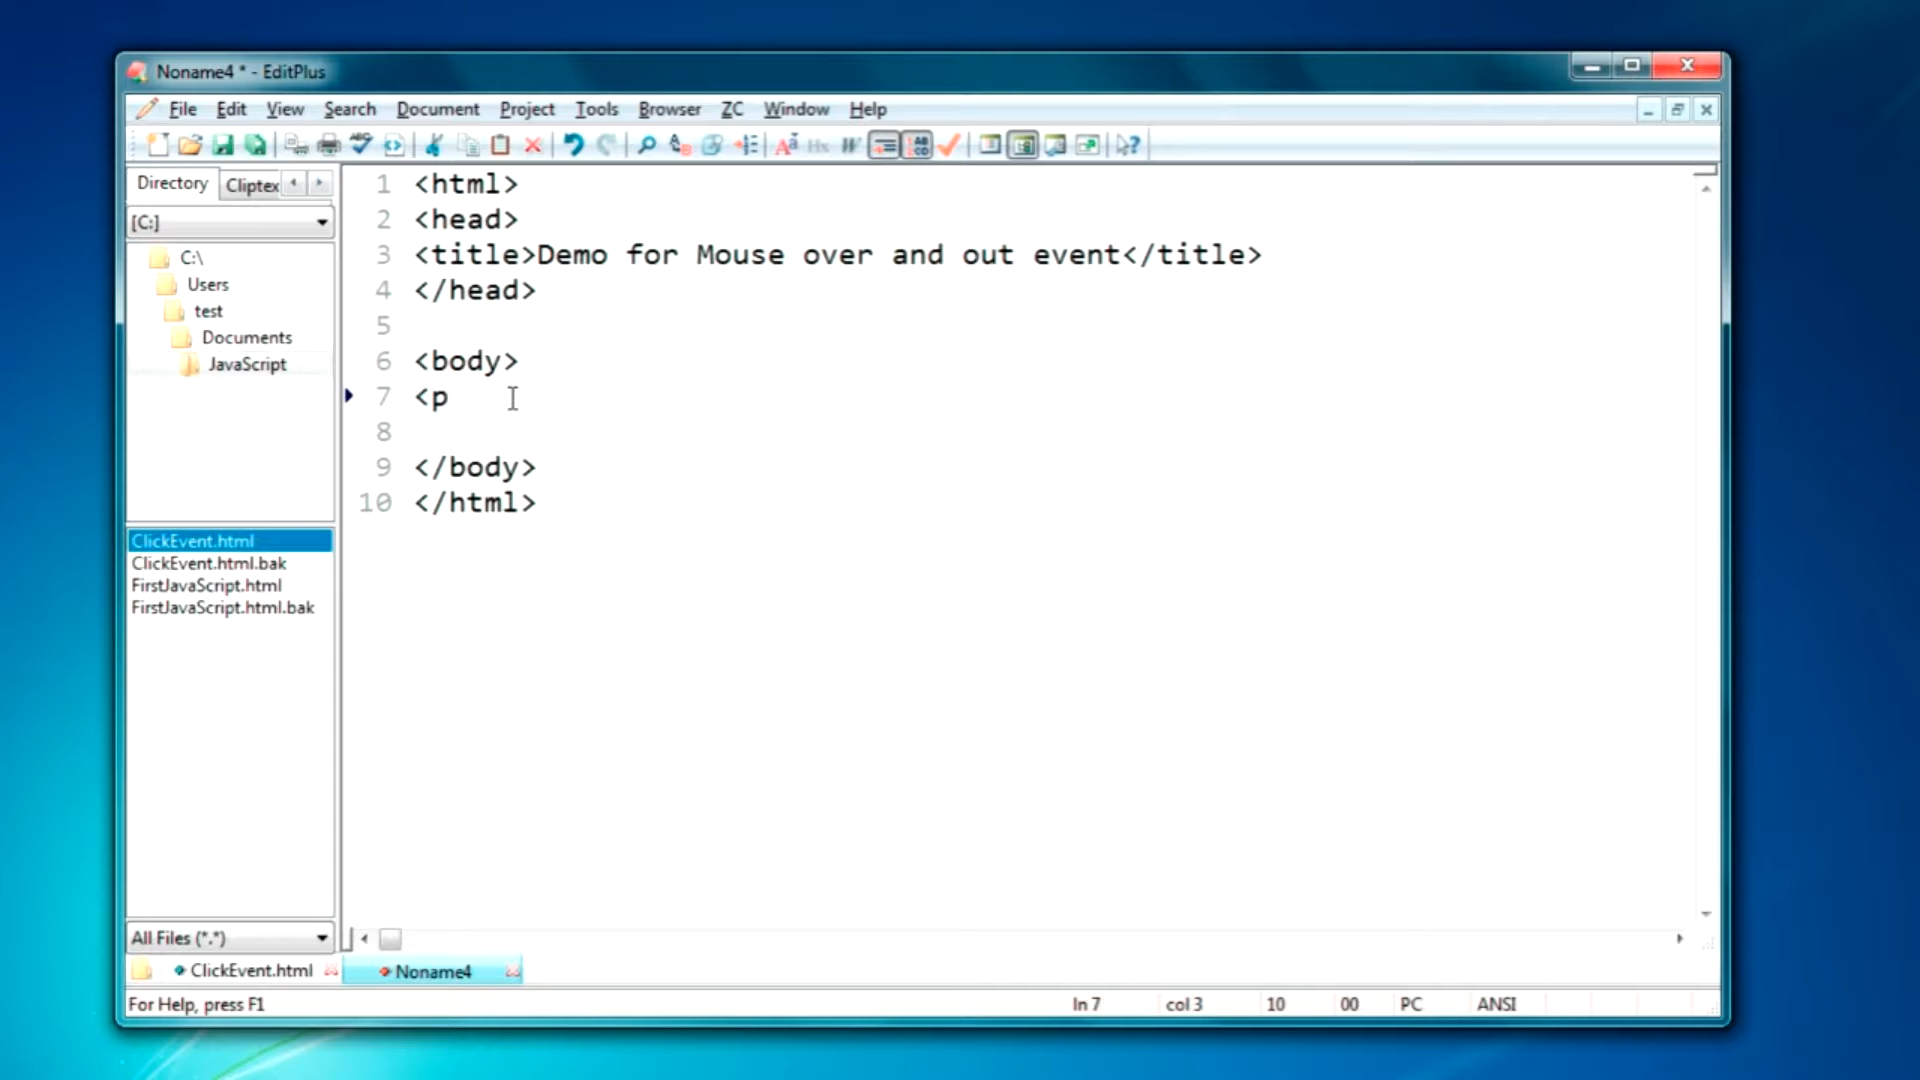 Noname4 * - EditPlus
File Edit View Search Document Project Tools Browser ZC Window Help
Directory Cliptex
[C:]
C:\
Users
test
Documents
JavaScript
ClickEvent.html
ClickEvent.html.bak
FirstJavaScript.html
FirstJavaScript.html.bak
All Files (*.*)
1 <html>
2 <head>
3 <title>Demo for Mouse over and out event</title>
4 </head>
5
6 <body>
7 <p
8
9 </body>
10 </html>
ClickEvent.html Noname4
For Help, press F1 ln 7 col 3 10 00 PC ANSI